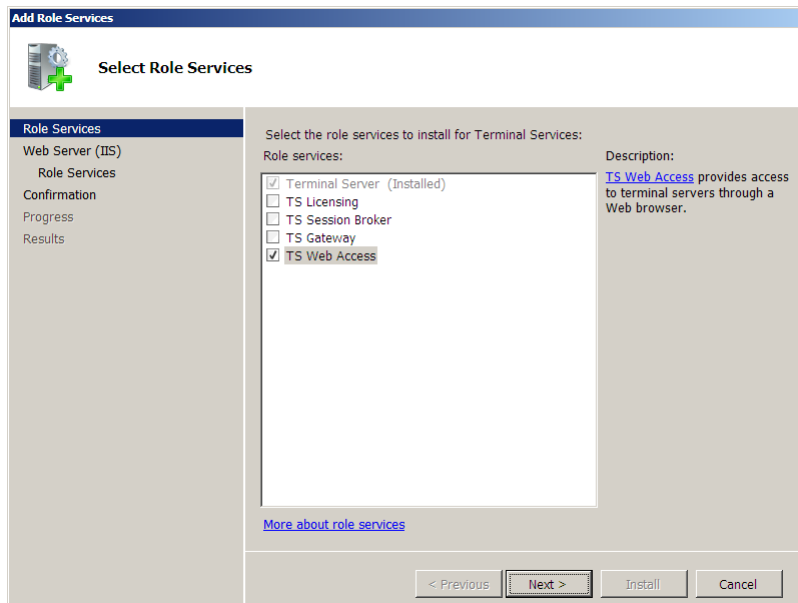 Add Role Services
Select Role Services
Role Services
Web Server (IIS)
Role Services
Confirmation
Progress
Results
Select the role services to install for Terminal Services:
Role services:
Terminal Server (Installed)
TS Licensing
TS Session Broker
TS Gateway
TS Web Access
More about role services
Description:
TS Web Access provides access
to terminal servers through a
Web browser.
< Previous
Next >
Install
Cancel